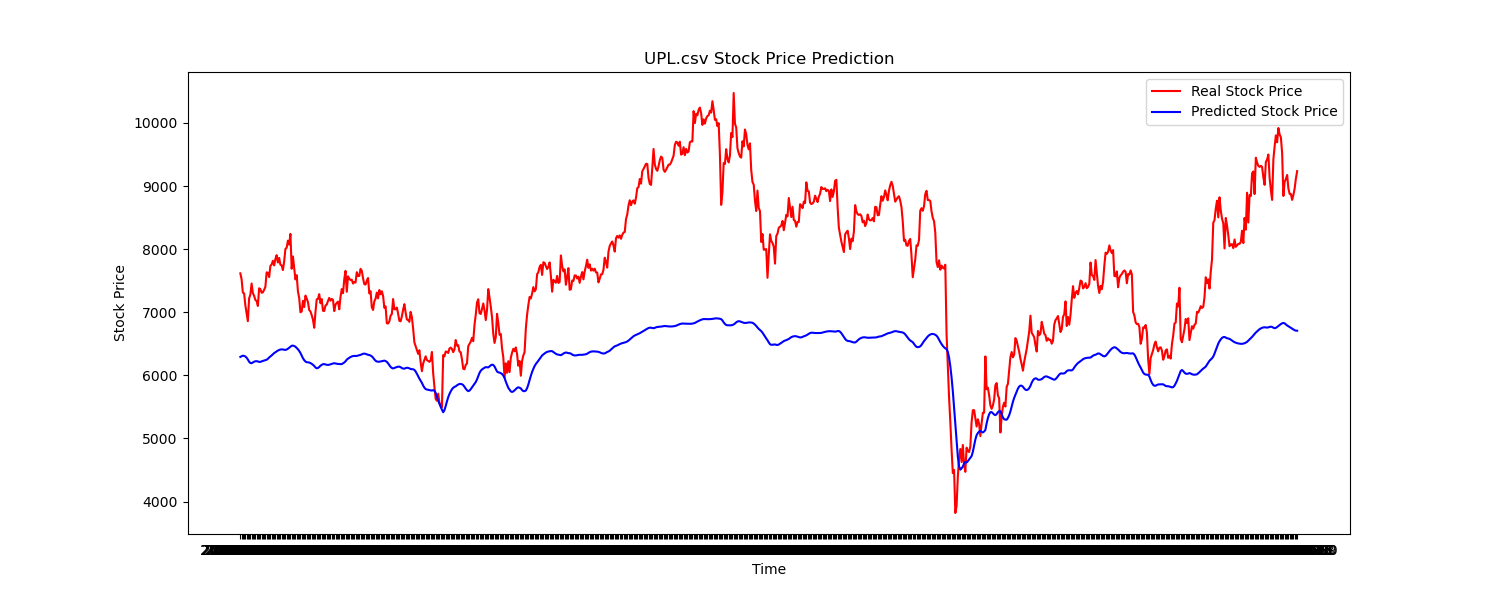 UPL.csv Stock Price Prediction
Real Stock Price
Predicted Stock Price
10000
9000
8000
7000
6000
5000
4000
Stock Price
Time